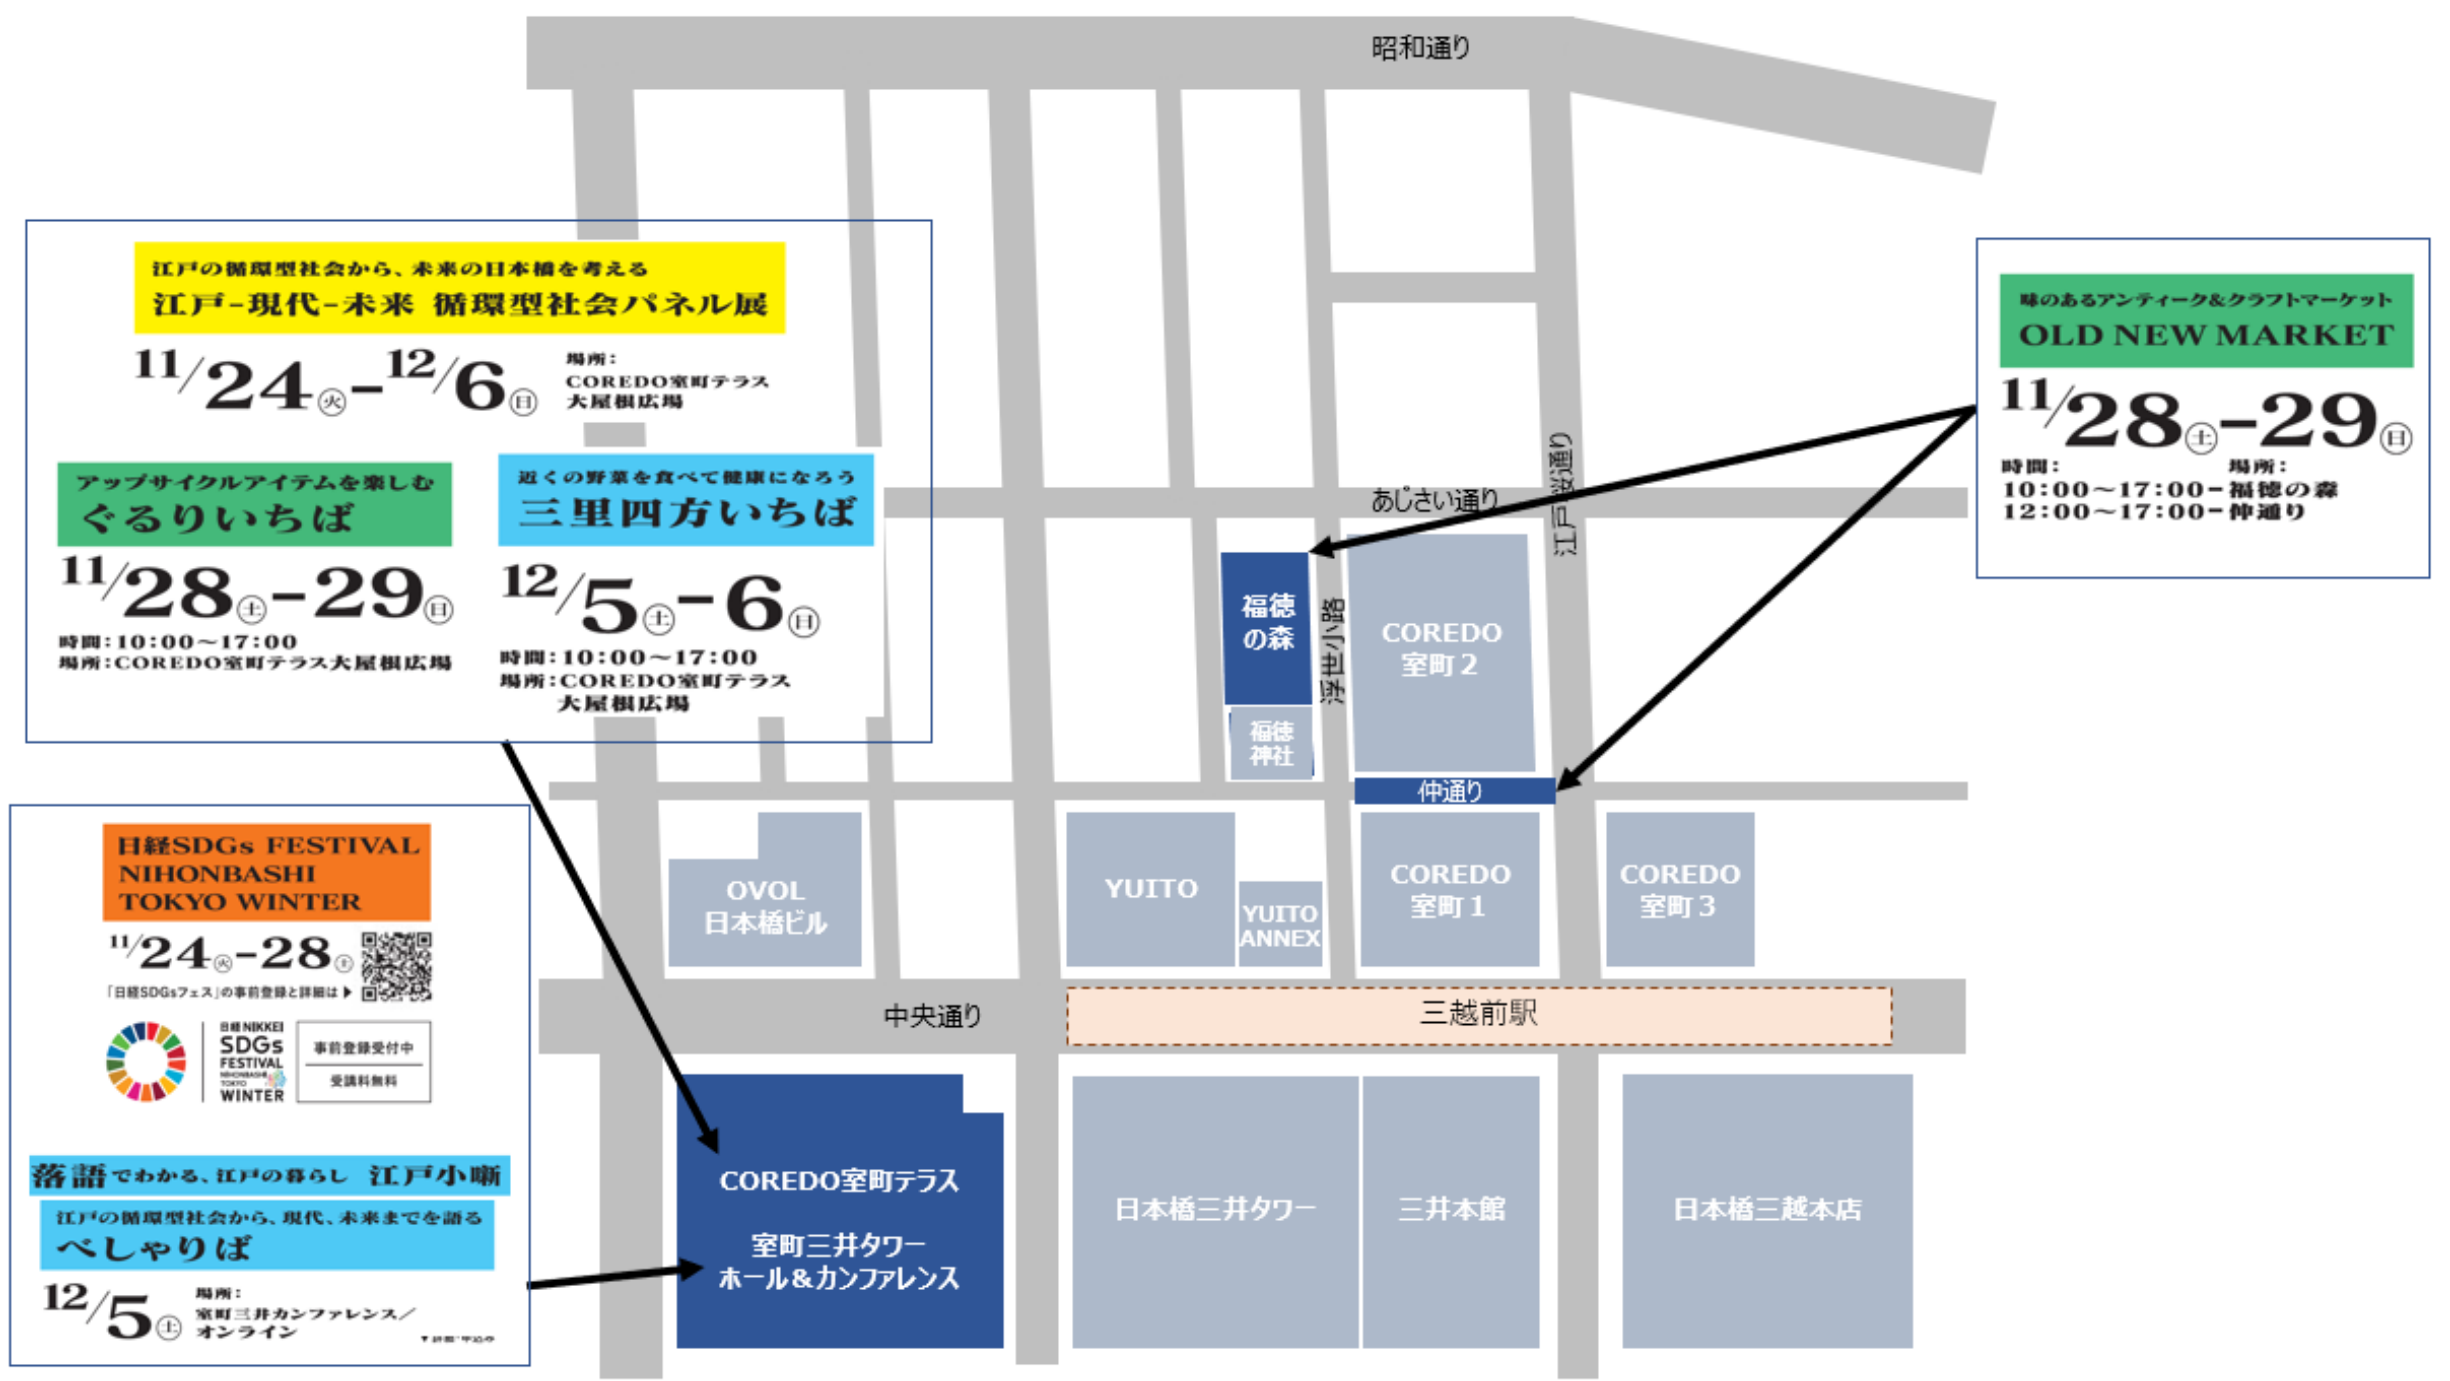 昭和通り
江戸の循環型社会から、未来の日本橋を考える
江戸-現代-未来 循環型社会パネル展
11/24火-12/6日
場所：
COREDO室町テラス
大屋根広場
アップサイクルアイテムを楽しむ
ぐるりいちば
11/28土-29日
時間：10:00〜17:00
場所：COREDO室町テラス大屋根広場
近くの野菜を食べて健康になろう
三里四方いちば
12/5土-6日
時間：10:00〜17:00
場所：COREDO室町テラス
大屋根広場
味のあるアンティーク&クラフトマーケット
OLD NEW MARKET
11/28土-29日
時間：
場所：
10:00〜17:00-福徳の森
12:00〜17:00-仲通り
江戸桜通り
あじさい通り
福徳
の森
浮世小路
COREDO
室町２
福徳
神社
仲通り
OVOL
日本橋ビル
YUITO
YUITO
ANNEX
COREDO
室町１
COREDO
室町３
中央通り
三越前駅
日経SDGs FESTIVAL
NIHONBASHI
TOKYO WINTER
11/24火-28土
「日経SDGsフェス」の事前登録と詳細は▶
日経 NIKKEI
SDGs
FESTIVAL
NIHONBASHI
TOKYO
WINTER
事前登録受付中
受講料無料
落語でわかる、江戸の暮らし 江戸小噺
江戸の循環型社会から、現代、未来までを語る
べしゃりば
12/5土
場所：
室町三井カンファレンス／
オンライン
COREDO室町テラス
室町三井タワー
ホール＆カンファレンス
日本橋三井タワー
三井本館
日本橋三越本店